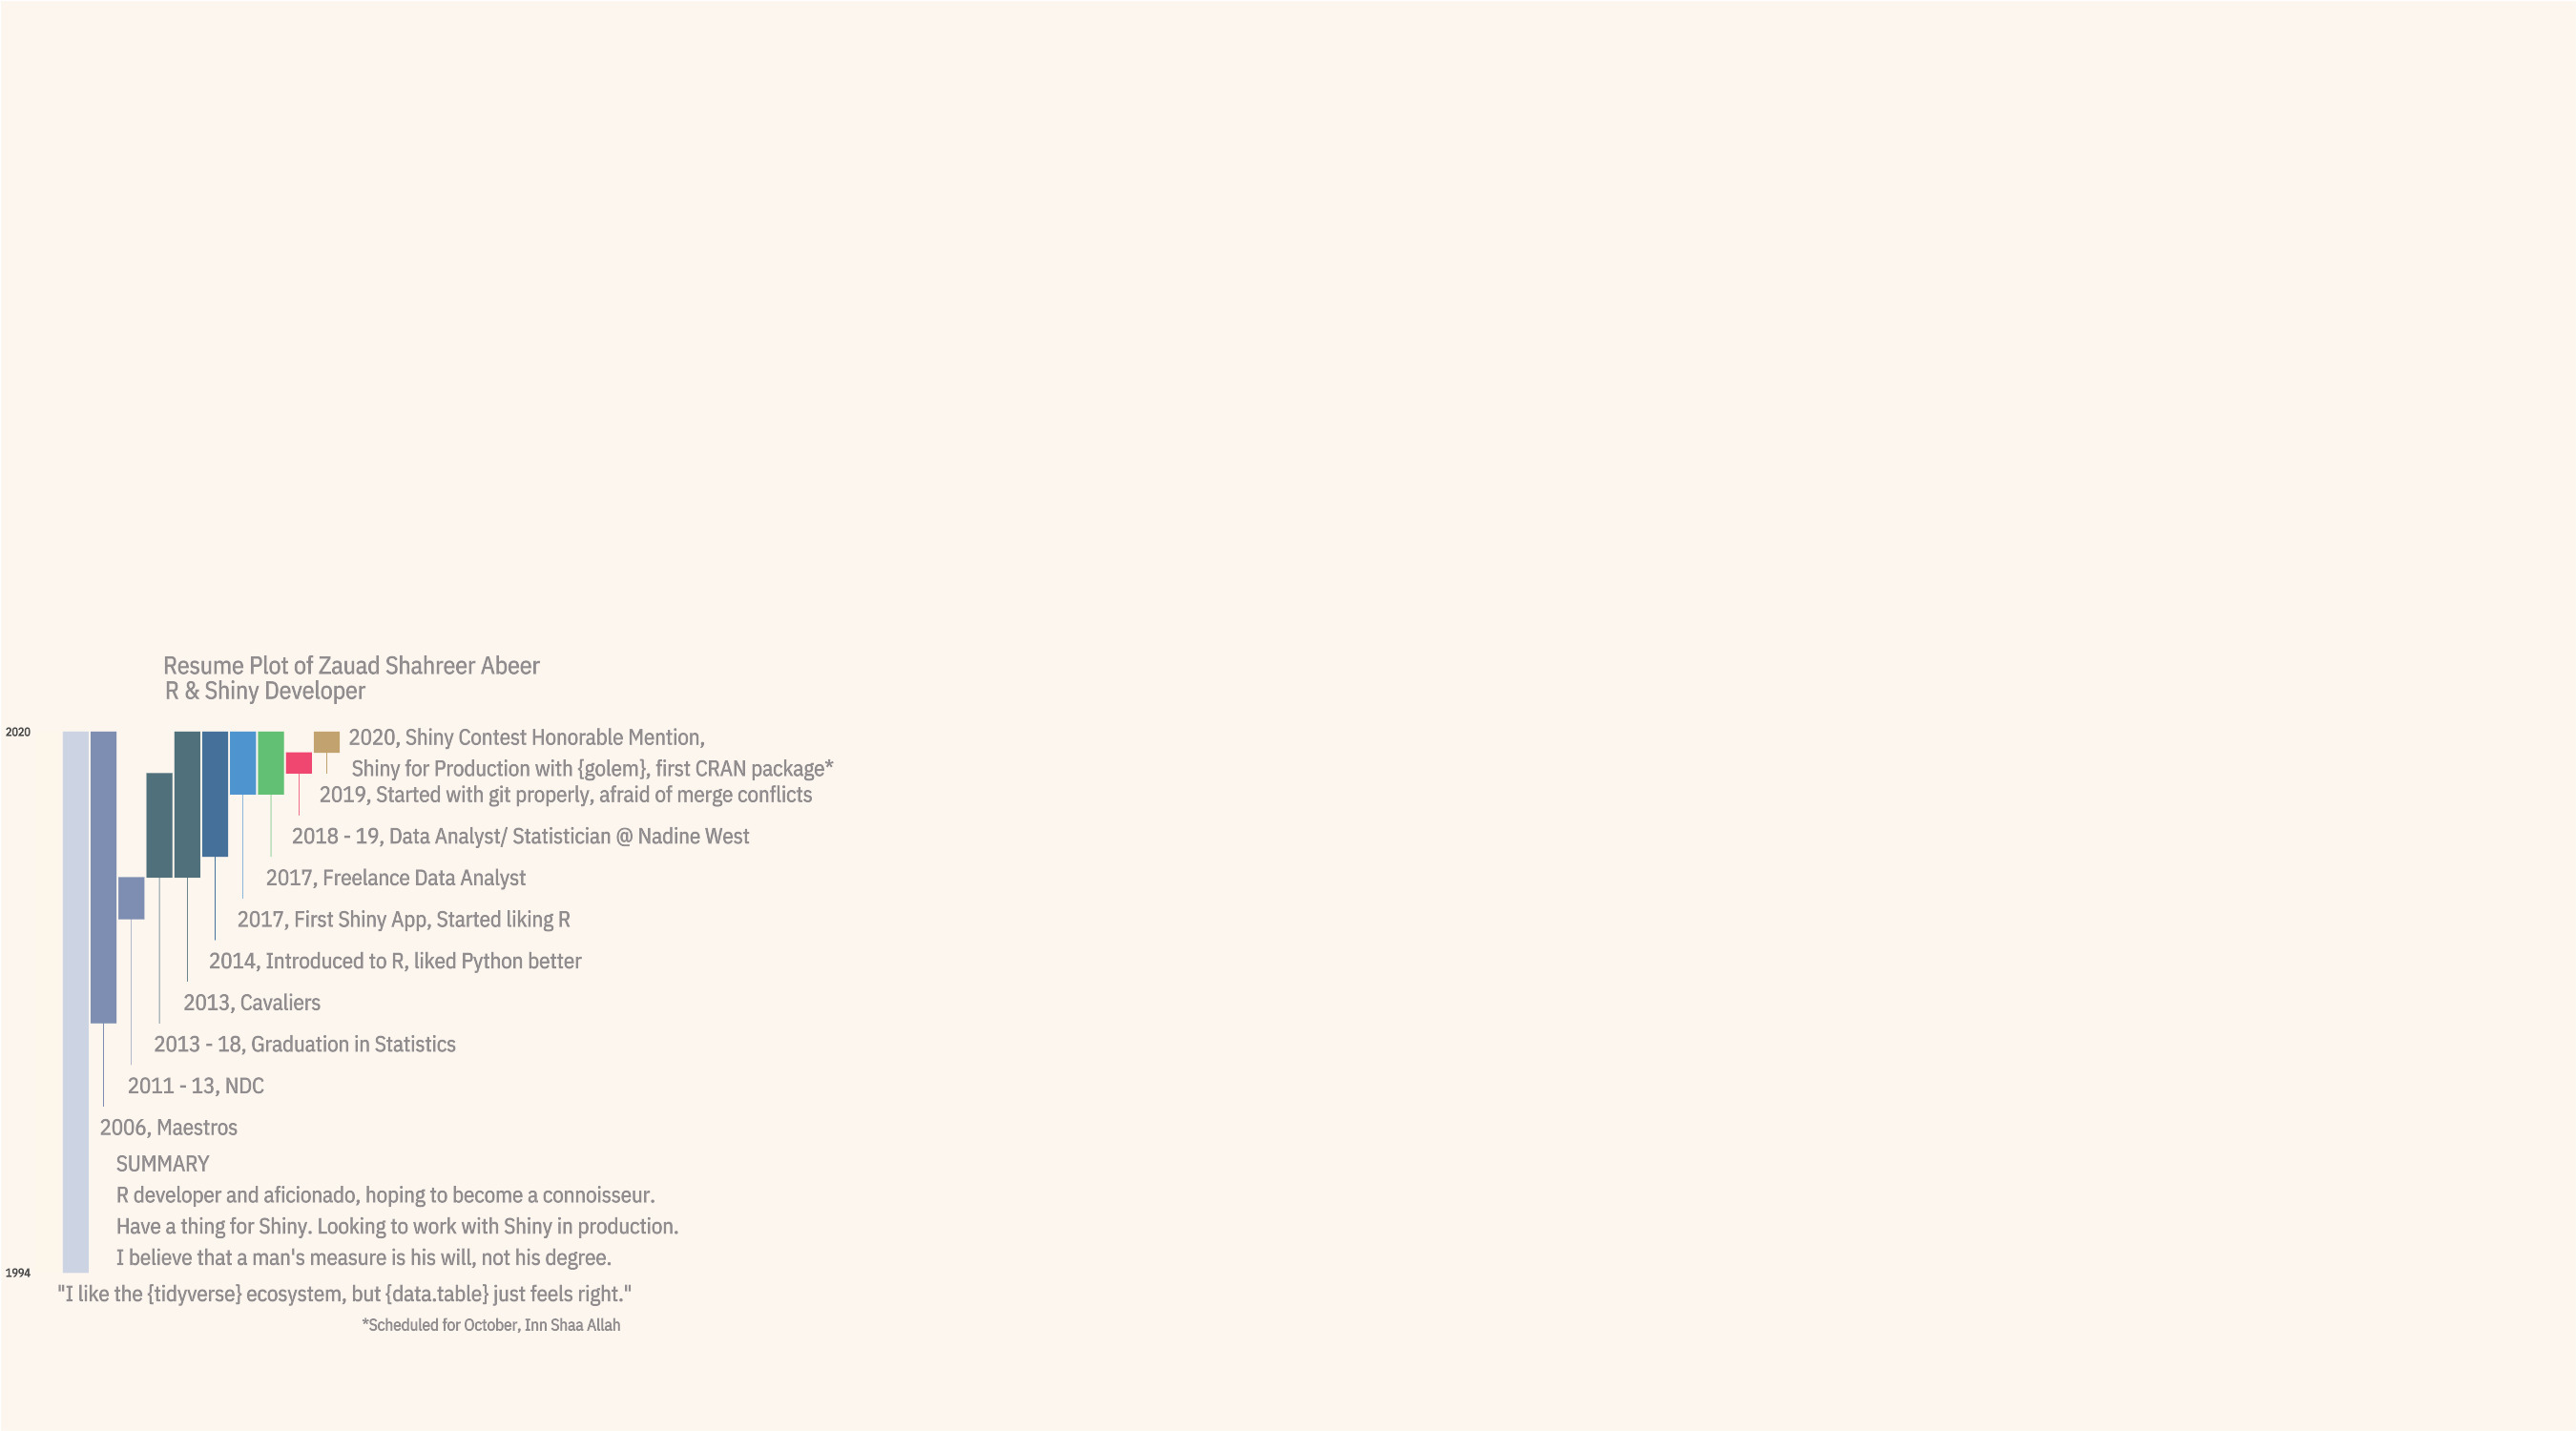 Resume Plot of Zauad Shahreer Abeer
R & Shiny Developer
2020
2020, Shiny Contest Honorable Mention,
Shiny for Production with {golem}, first CRAN package*
2019, Started with git properly, afraid of merge conflicts
2018 - 19, Data Analyst/ Statistician @ Nadine West
2017, Freelance Data Analyst
2017, First Shiny App, Started liking R
2014, Introduced to R, liked Python better
2013, Cavaliers
2013 - 18, Graduation in Statistics
2011 - 13, NDC
2006, Maestros
SUMMARY
R developer and aficionado, hoping to become a connoisseur.
Have a thing for Shiny. Looking to work with Shiny in production.
I believe that a man's measure is his will, not his degree.
1994
"I like the {tidyverse} ecosystem, but {data.table} just feels right."
*Scheduled for October, Inn Shaa Allah